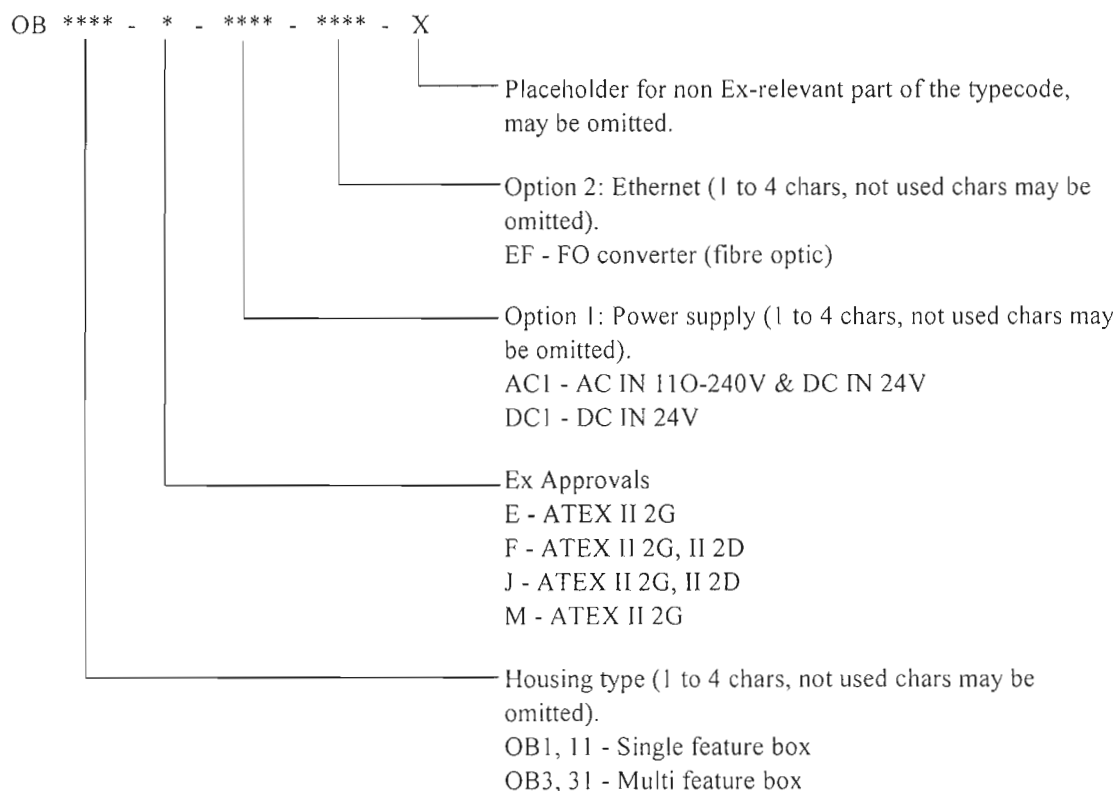 OB **** - * - **** - **** - X
Placeholder for non Ex-relevant part of the typecode,
may be omitted.
Option 2: Ethernet (1 to 4 chars, not used chars may be
omitted).
EF - FO converter (fibre optic)
Option 1: Power supply (1 to 4 chars, not used chars may
be omitted).
AC1 - AC IN 110-240V & DC IN 24V
DC1 - DC IN 24V
Ex Approvals
E - ATEX II 2G
F - ATEX II 2G, II 2D
J - ATEX II 2G, II 2D
M - ATEX II 2G
Housing type (1 to 4 chars, not used chars may be
omitted).
OB1, 11 - Single feature box
OB3, 31 - Multi feature box